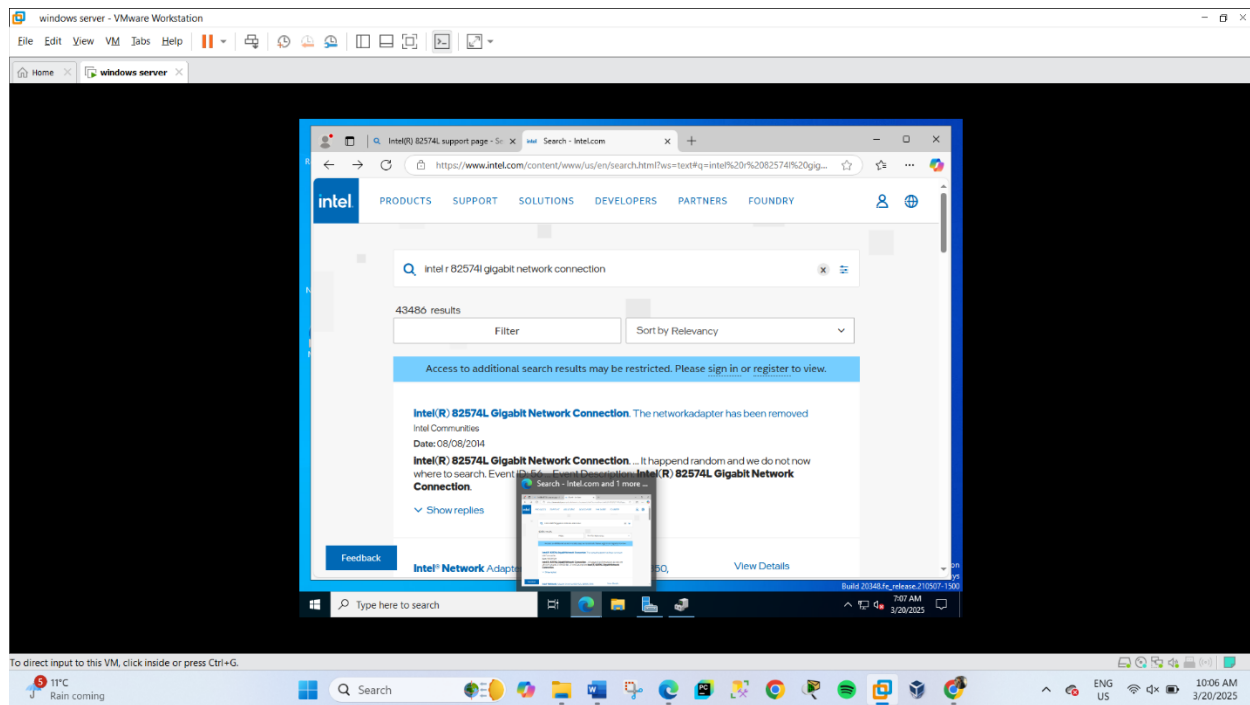 windows server - VMware Workstation
File Edit View VM Tabs Help
Home
windows server
Intel(R) 82574L support page - Se
Search - Intel.com
https://www.intel.com/content/www/us/en/search.html?ws=text#q=intel%20r%2082574l%20gig...
intel.
PRODUCTS SUPPORT SOLUTIONS DEVELOPERS PARTNERS FOUNDRY
intel r 82574l gigabit network connection
43486 results
Filter
Sort by Relevancy
Access to additional search results may be restricted. Please sign in or register to view.
Intel(R) 82574L Gigabit Network Connection. The networkadapter has been removed
Intel Communities
Date: 08/08/2014
Intel(R) 82574L Gigabit Network Connection. ... It happend random and we do not now
where to search. Event ID: 56 Event Description: Intel(R) 82574L Gigabit Network
Connection.
Search - Intel.com and 1 more ...
Show replies
Feedback
Intel® Network Adapte
50,
View Details
Build 20348.fe_release.210507-1500
Type here to search
7:07 AM
3/20/2025
To direct input to this VM, click inside or press Ctrl+G.
5
11°C
Rain coming
Search
ENG
US
10:06 AM
3/20/2025